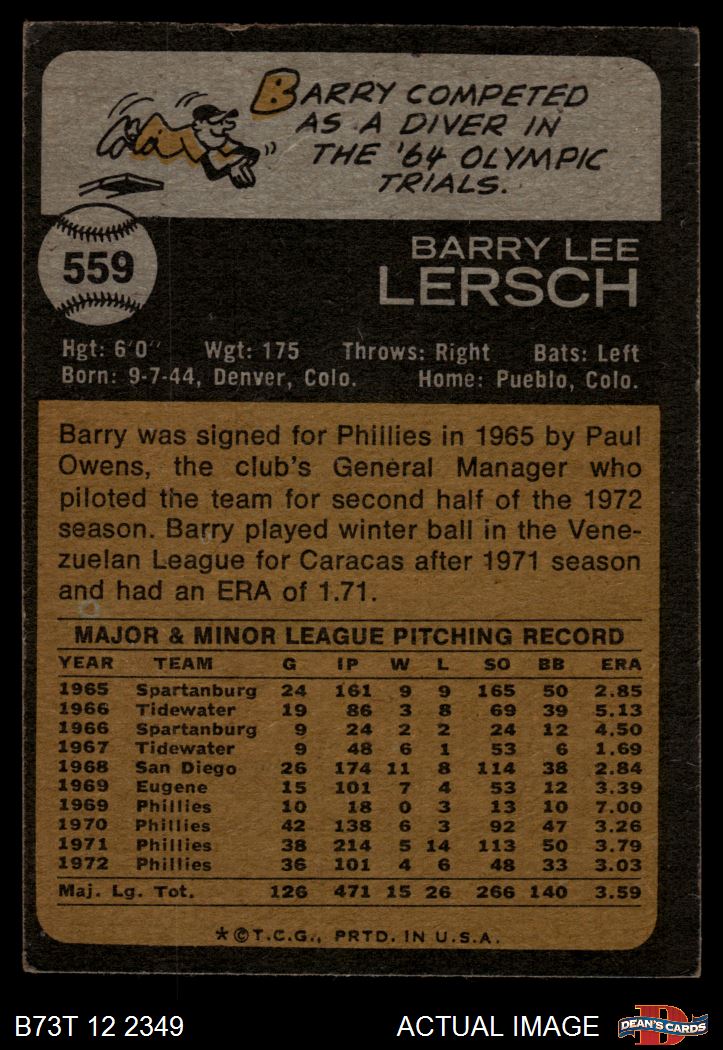 BARRY COMPETED
AS A DIVER IN
THE '64 OLYMPIC
TRIALS.
559
BARRY LEE
LERSCH
Hgt: 6'0" Wgt: 175 Throws: Right Bats: Left
Born: 9-7-44, Denver, Colo. Home: Pueblo, Colo.
Barry was signed for Phillies in 1965 by Paul
Owens, the club's General Manager who
piloted the team for second half of the 1972
season. Barry played winter ball in the Vene-
zuelan League for Caracas after 1971 season
and had an ERA of 1.71.
MAJOR & MINOR LEAGUE PITCHING RECORD
YEAR TEAM G IP W L SO BB ERA
1965 Spartanburg 24 161 9 9 165 50 2.85
1966 Tidewater 19 86 3 8 69 39 5.13
1966 Spartanburg 9 24 2 2 24 12 4.50
1967 Tidewater 9 48 6 1 53 6 1.69
1968 San Diego 26 174 11 8 114 38 2.84
1969 Eugene 15 101 7 4 53 12 3.39
1969 Phillies 10 18 0 3 13 10 7.00
1970 Phillies 42 138 6 3 92 47 3.26
1971 Phillies 38 214 5 14 113 50 3.79
1972 Phillies 36 101 4 6 48 33 3.03
Maj. Lg. Tot. 126 471 15 26 266 140 3.59
*©T.C.G., PRTD. IN U.S.A.
B73T 12 2349 ACTUAL IMAGE D DEAN'S CARDS